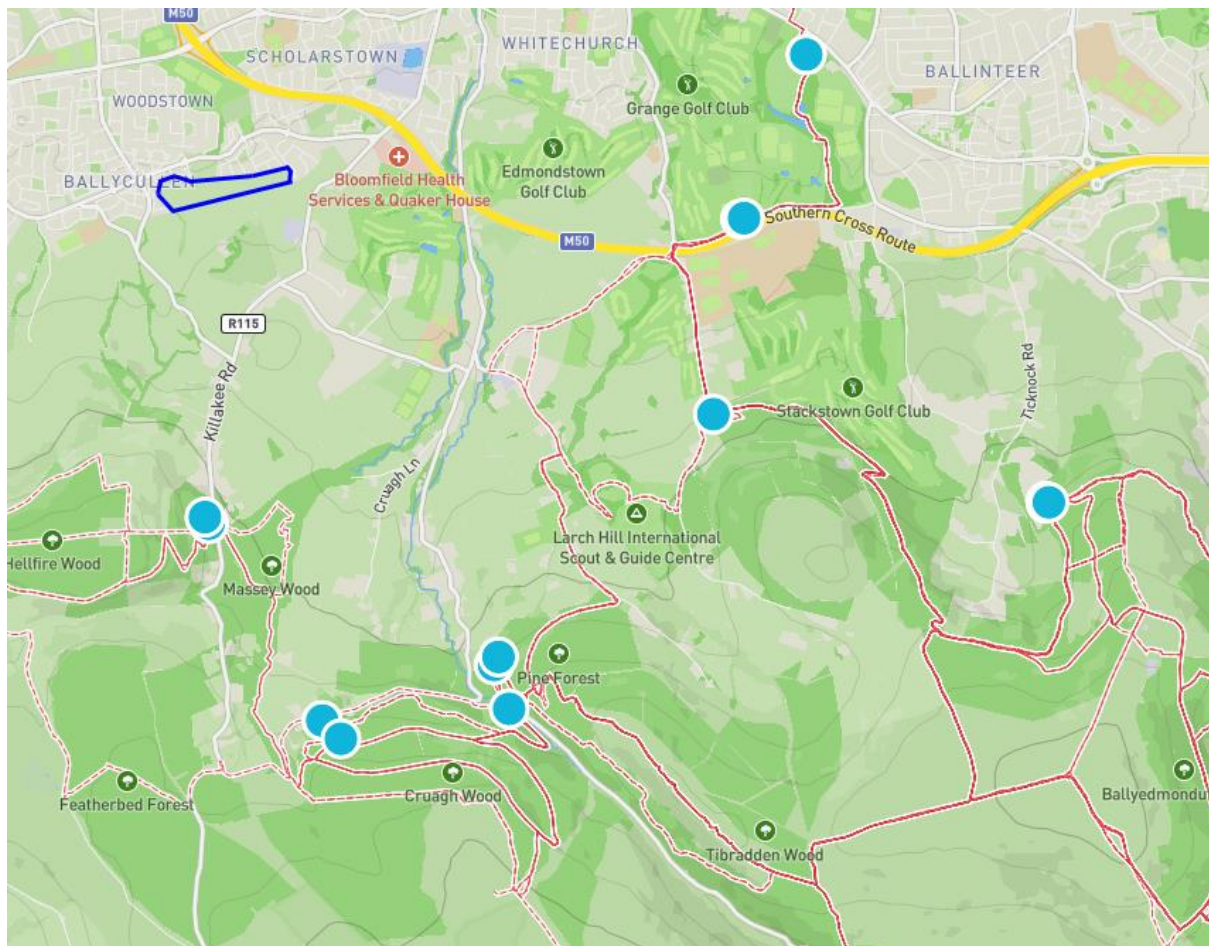 M50
SCHOLARSTOWN
WHITECHURCH
BALLINTEER
WOODSTOWN
Grange Golf Club
BALLYCULLEN
Bloomfield Health
Services & Quaker House
Edmondstown
Golf Club
M50
Southern Cross Route
R115
Killakee Rd
Ticknock Rd
Stackstown Golf Club
Cruagh Ln
Hellfire Wood
Massey Wood
Larch Hill International
Scout & Guide Centre
Pine Forest
Featherbed Forest
Cruagh Wood
Ballyedmondu
Tibradden Wood